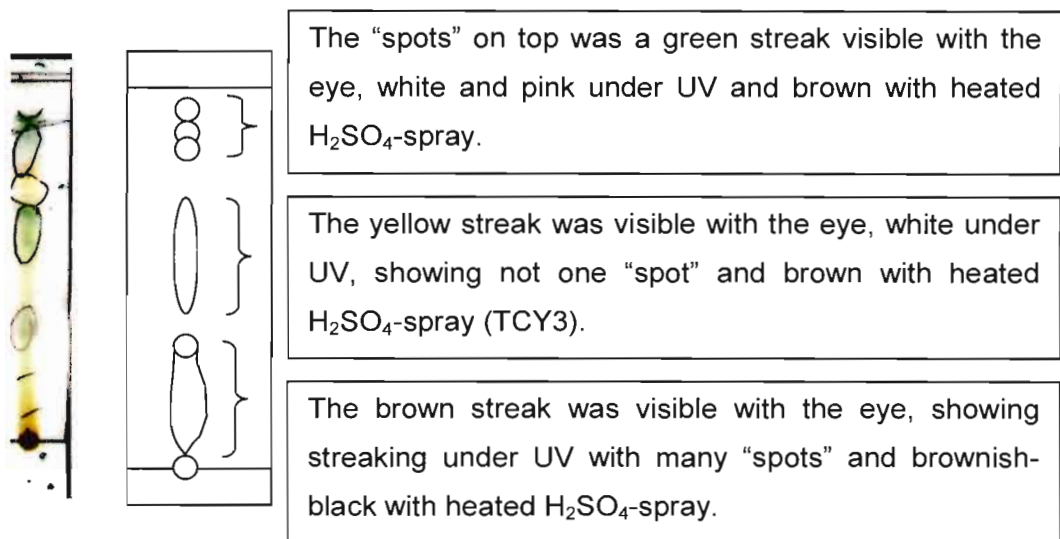 The “spots” on top was a green streak visible with the
eye, white and pink under UV and brown with heated
H₂SO₄-spray.
The yellow streak was visible with the eye, white under
UV, showing not one “spot” and brown with heated
H₂SO₄-spray (TCY3).
The brown streak was visible with the eye, showing
streaking under UV with many “spots” and brownish-
black with heated H₂SO₄-spray.